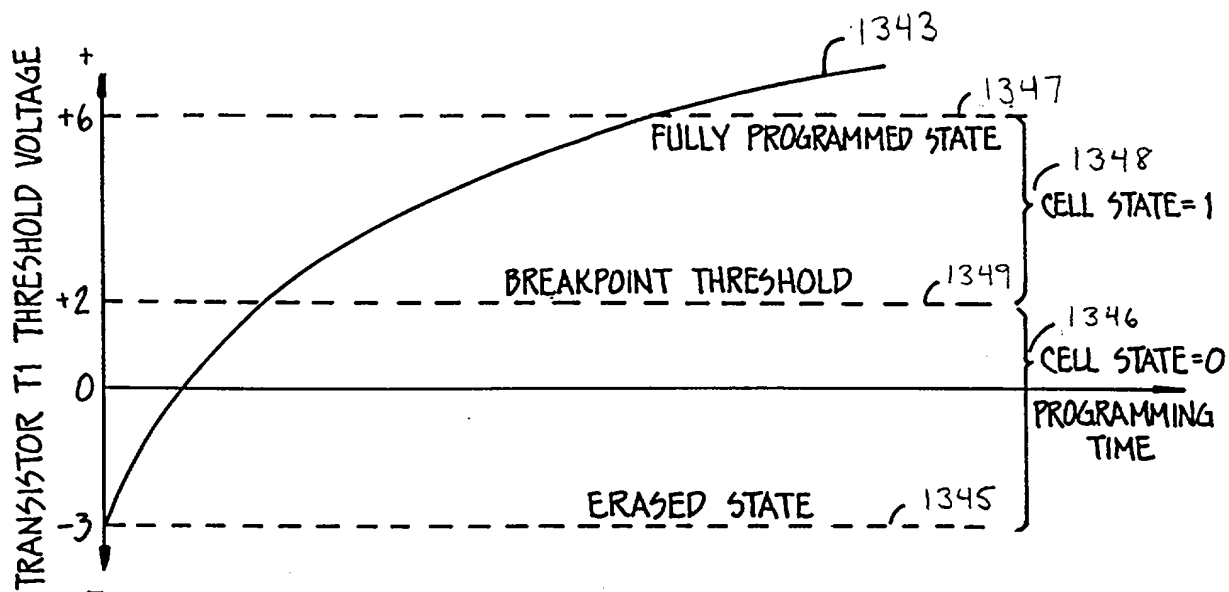 TRANSISTOR T1 THRESHOLD VOLTAGE
+
1343
+6
1347
FULLY PROGRAMMED STATE
1348
CELL STATE=1
BREAKPOINT THRESHOLD
1349
+2
1346
CELL STATE=0
0
PROGRAMMING
TIME
ERASED STATE
1345
-3
-